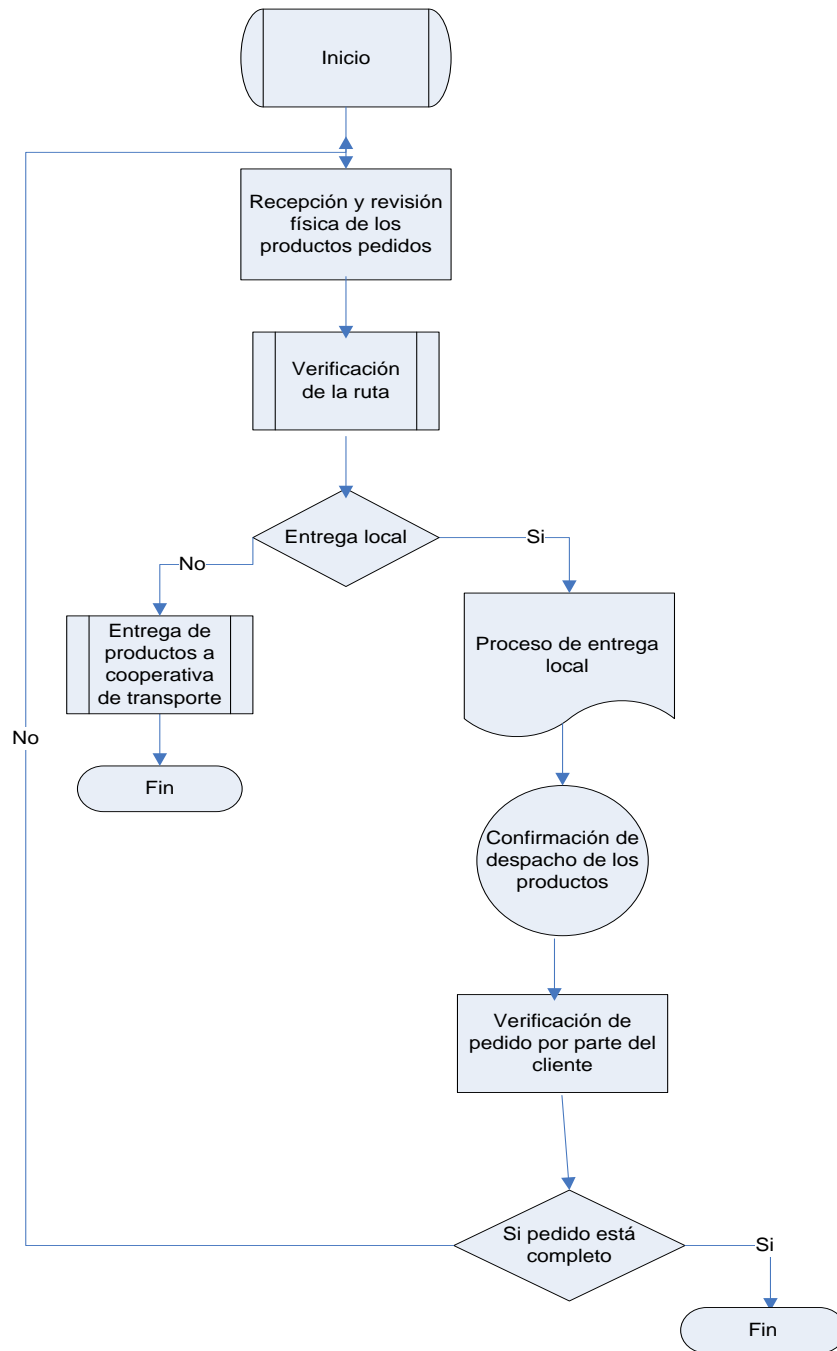 Inicio
Recepción y revisión
física de los
productos pedidos
Verificación
de la ruta
Entrega local
Si
No
Entrega de
productos a
cooperativa
de transporte
Proceso de entrega
local
No
Fin
Confirmación de
despacho de los
productos
Verificación de
pedido por parte del
cliente
Si pedido está
completo
Si
Fin